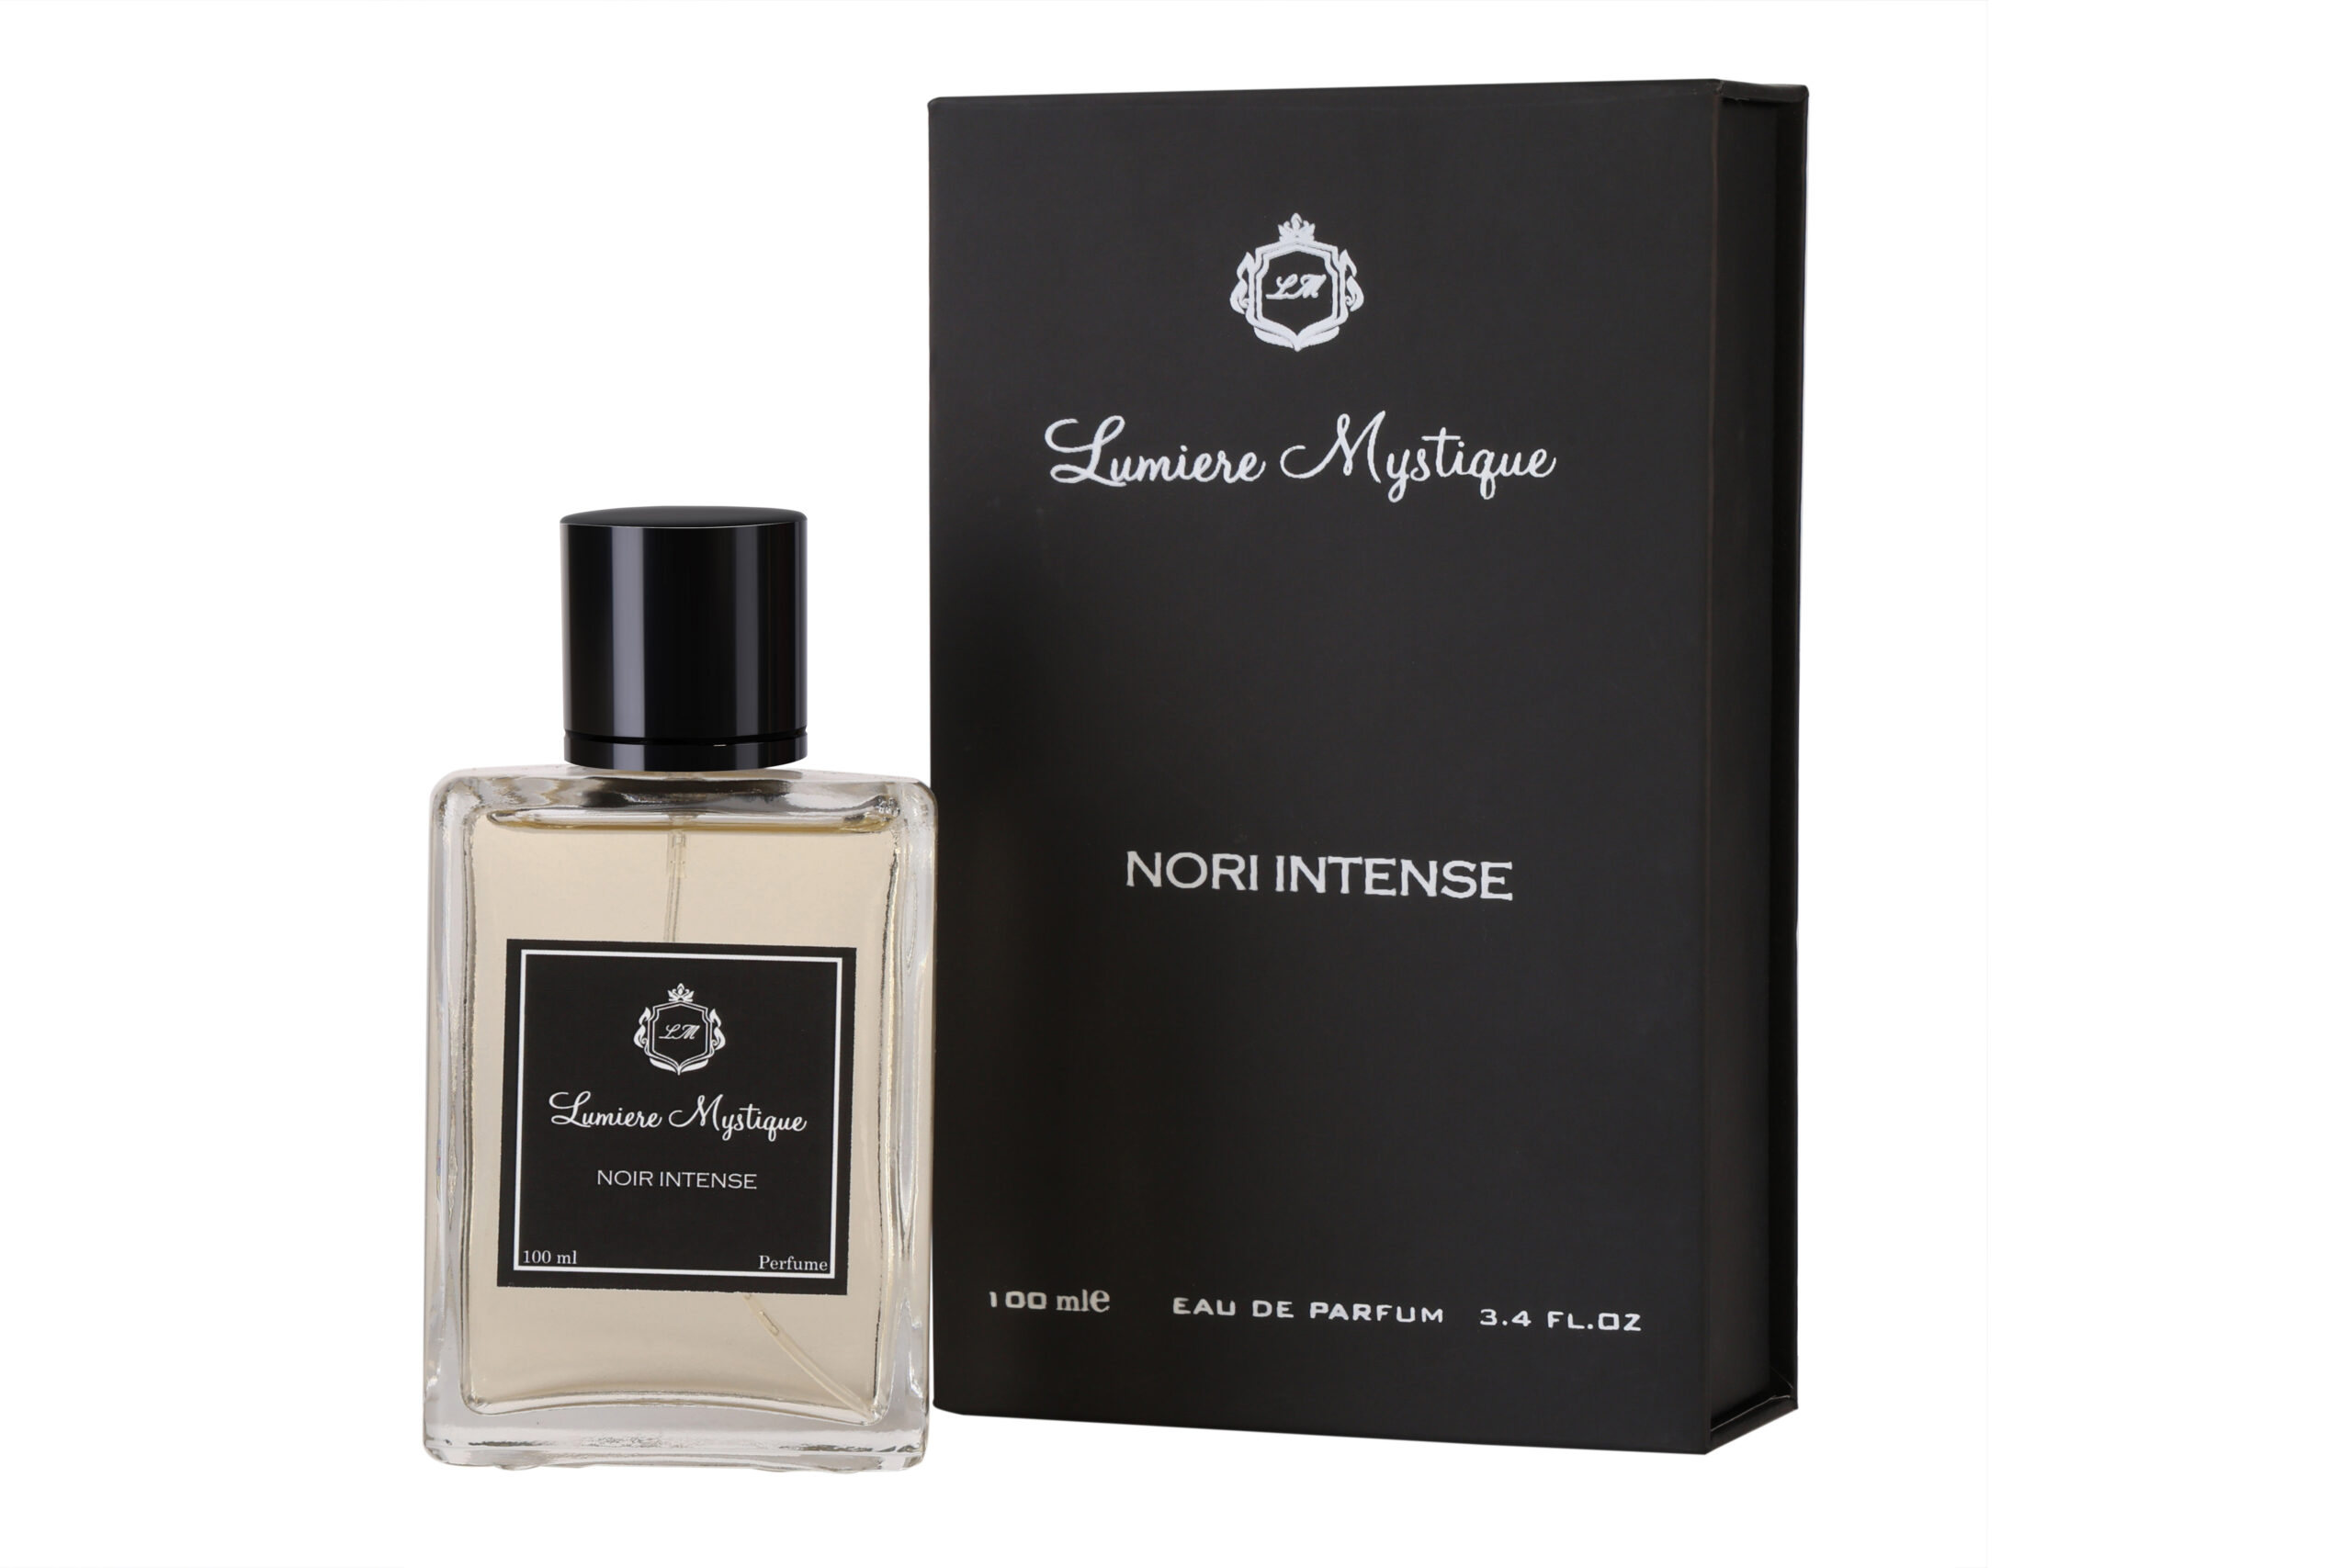 LM
Lumiere Mystique
NORI INTENSE
100 mle EAU DE PARFUM 3.4 FL.OZ
LM
Lumiere Mystique
NOIR INTENSE
100 ml Perfume